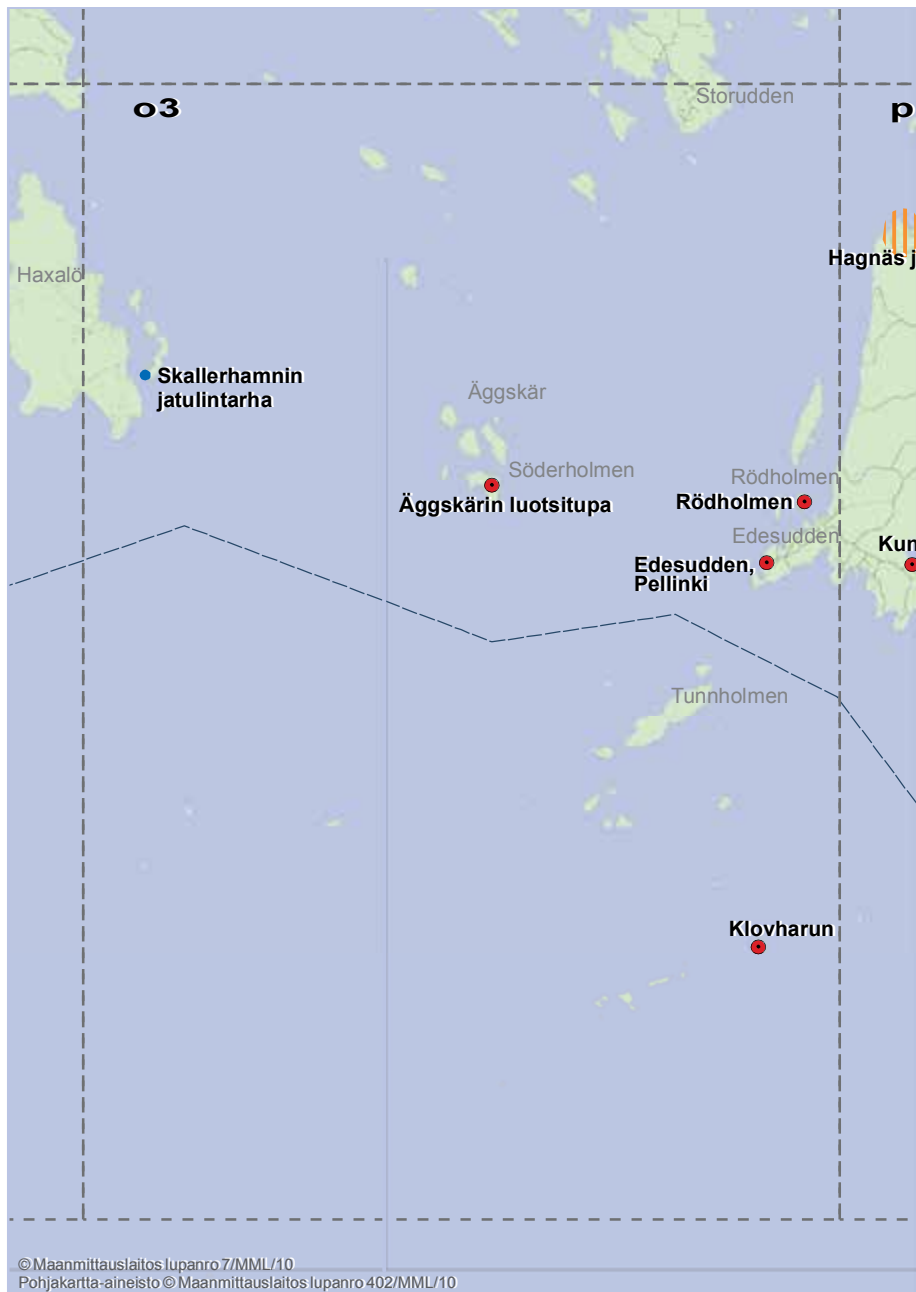 Storudden
o3
p
Hagnäs j
Haxalö
Skallerhamnin
jatulintarha
Äggskär
Söderholmen
Äggskärin luotsitupa
Rödholmen
Rödholmen
Edesudden
Kun
Edesudden,
Pellinki
Tunnholmen
Klovharun
© Maanmittauslaitos lupanro 7/MML/10
Pohjakartta-aineisto © Maanmittauslaitos lupanro 402/MML/10